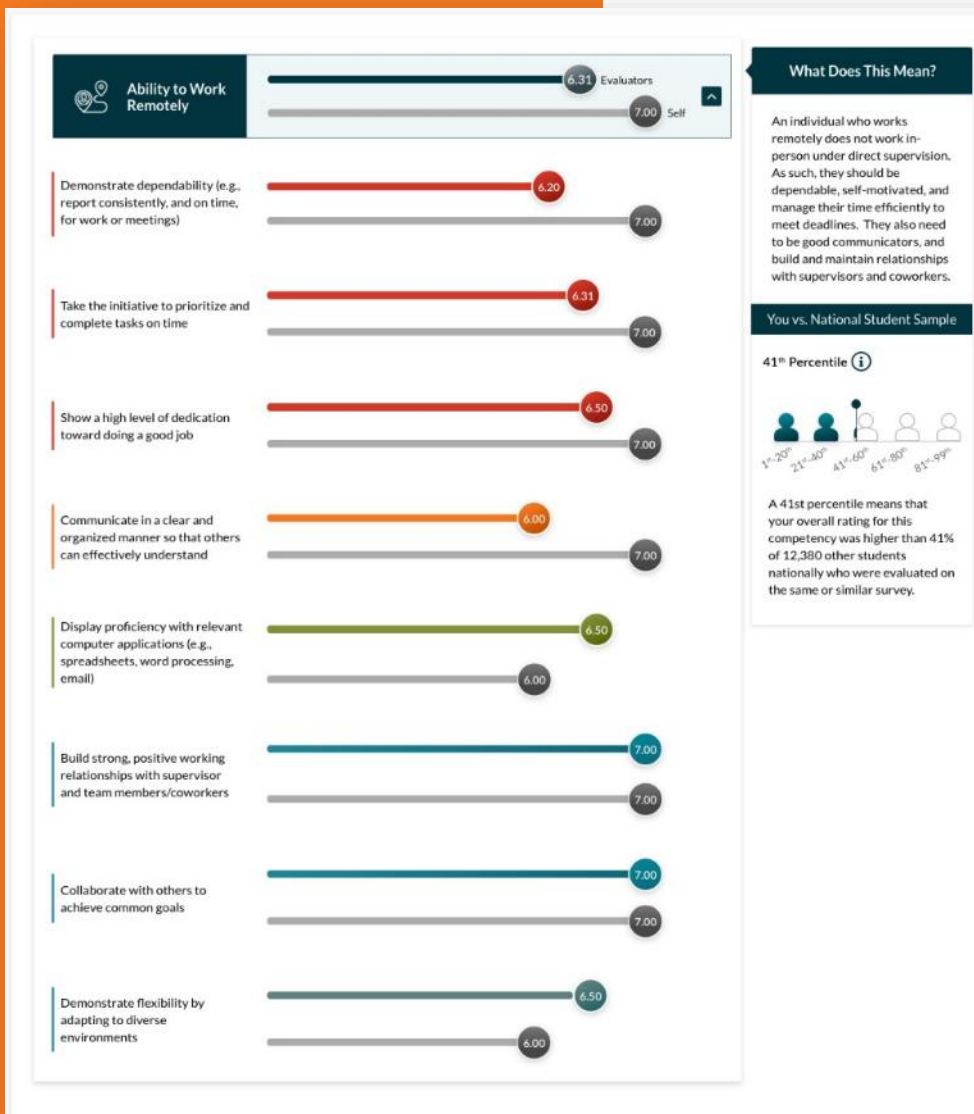 Ability to Work
Remotely
6.31 Evaluators
7.00 Self
Demonstrate dependability (e.g.,
report consistently, and on time,
for work or meetings)
6.20
7.00
Take the initiative to prioritize and
complete tasks on time
6.31
7.00
Show a high level of dedication
toward doing a good job
6.50
7.00
Communicate in a clear and
organized manner so that others
can effectively understand
6.00
7.00
Display proficiency with relevant
computer applications (e.g.,
spreadsheets, word processing,
email)
6.50
6.00
Build strong, positive working
relationships with supervisor
and team members/coworkers
7.00
7.00
Collaborate with others to
achieve common goals
7.00
7.00
Demonstrate flexibility by
adapting to diverse
environments
6.50
6.00
What Does This Mean?
An individual who works
remotely does not work in-
person under direct supervision.
As such, they should be
dependable, self-motivated, and
manage their time efficiently to
meet deadlines. They also need
to be good communicators, and
build and maintain relationships
with supervisors and coworkers.
You vs. National Student Sample
41ˢᵗ Percentile i
1ˢᵗ-20ᵗʰ
21ˢᵗ-40ᵗʰ
41ˢᵗ-60ᵗʰ
61ˢᵗ-80ᵗʰ
81ˢᵗ-99ᵗʰ
A 41st percentile means that
your overall rating for this
competency was higher than 41%
of 12,380 other students
nationally who were evaluated on
the same or similar survey.